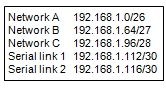 Network A 192.168.1.0/26
Network B 192.168.1.64/27
Network C 192.168.1.96/28
Serial link 1 192.168.1.112/30
Serial link 2 192.168.1.116/30